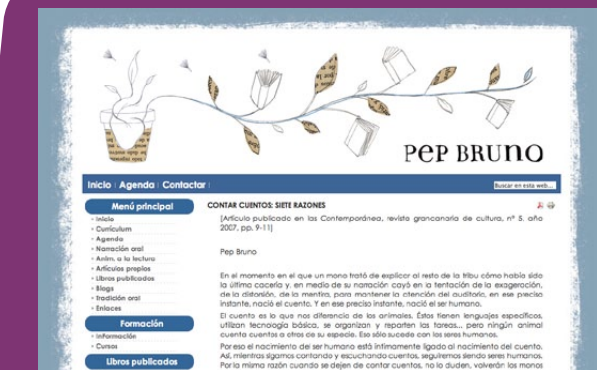 PEP BRUNO
Inicio | Agenda | Contactar |
Buscar en esta web...
Menú principal
Inicio
Curriculum
Agenda
Narración oral
Anim. a la lectura
Artículos propios
Libros publicados
Blogs
Tradición oral
Enlaces
Formación
Información
Cursos
Libros publicados
CONTAR CUENTOS: SIETE RAZONES
[Artículo publicado en las Contemporánea, revista grancanaria de cultura, nº 5. año
2007, pp. 9-11]
Pep Bruno
En el momento en el que un mono trató de explicar al resto de la tribu cómo había sido
la última cacería y, en medio de su narración cayó en la tentación de la exageración,
de la distorsión, de la mentira, para mantener la atención del auditorio, en ese preciso
instante, nació el cuento. Y en ese preciso instante, nació el ser humano.
El cuento es lo que nos diferencia de los animales. Éstos tienen lenguajes específicos,
utilizan tecnología básica, se organizan y reparten las tareas... pero ningún animal
cuenta cuentos a otros de su especie. Eso sólo sucede con los seres humanos.
Por eso el nacimiento del ser humano está íntimamente ligado al nacimiento del cuento.
Así, mientras sigamos contando y escuchando cuentos, seguiremos siendo seres humanos.
Por la misma razón cuando se dejen de contar cuentos, no lo duden, volverán los monos